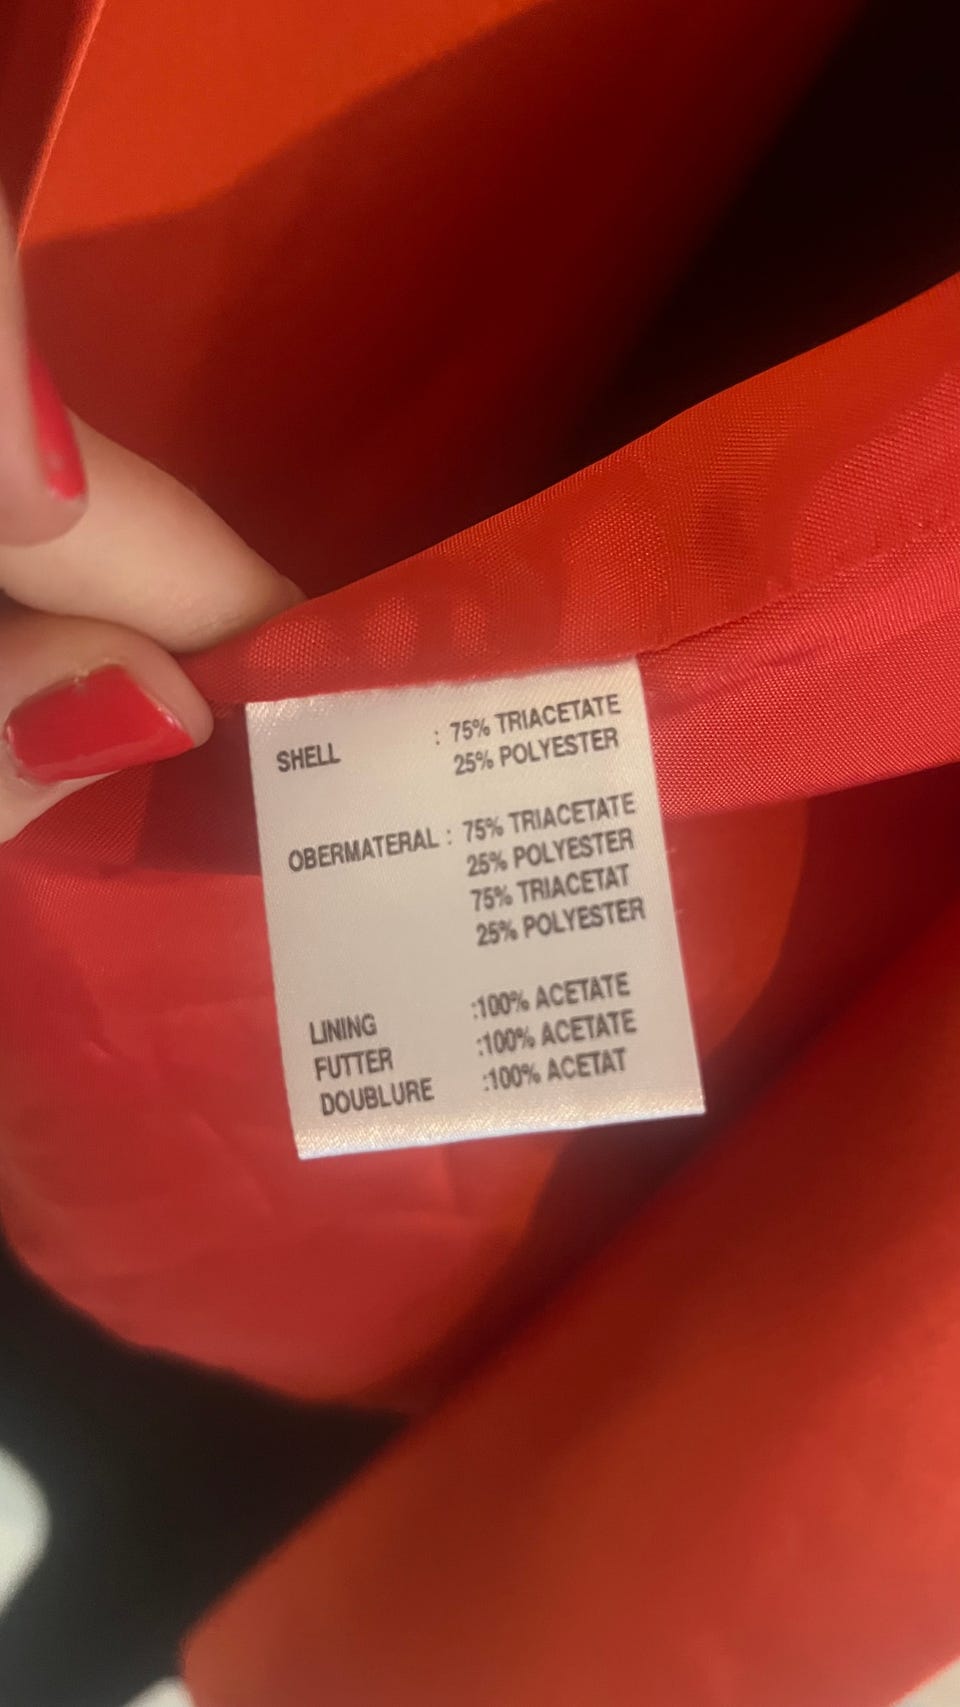 SHELL : 75% TRIACETATE
25% POLYESTER
OBERMATERAL : 75% TRIACETATE
25% POLYESTER
75% TRIACETAT
25% POLYESTER
LINING :100% ACETATE
FUTTER :100% ACETATE
DOUBLURE :100% ACETAT